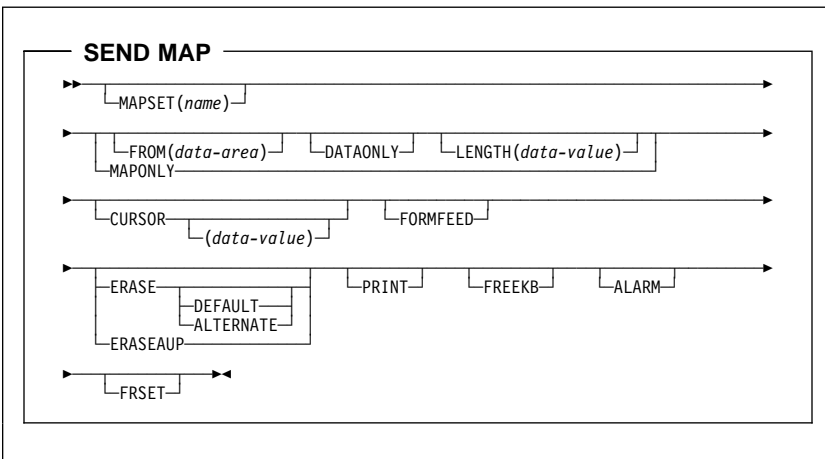 SEND MAP
MAPSET(name)
FROM(data-area) DATAONLY LENGTH(data-value)
MAPONLY
CURSOR FORMFEED
(data-value)
ERASE PRINT FREEKB ALARM
DEFAULT
ALTERNATE
ERASEAUP
FRSET